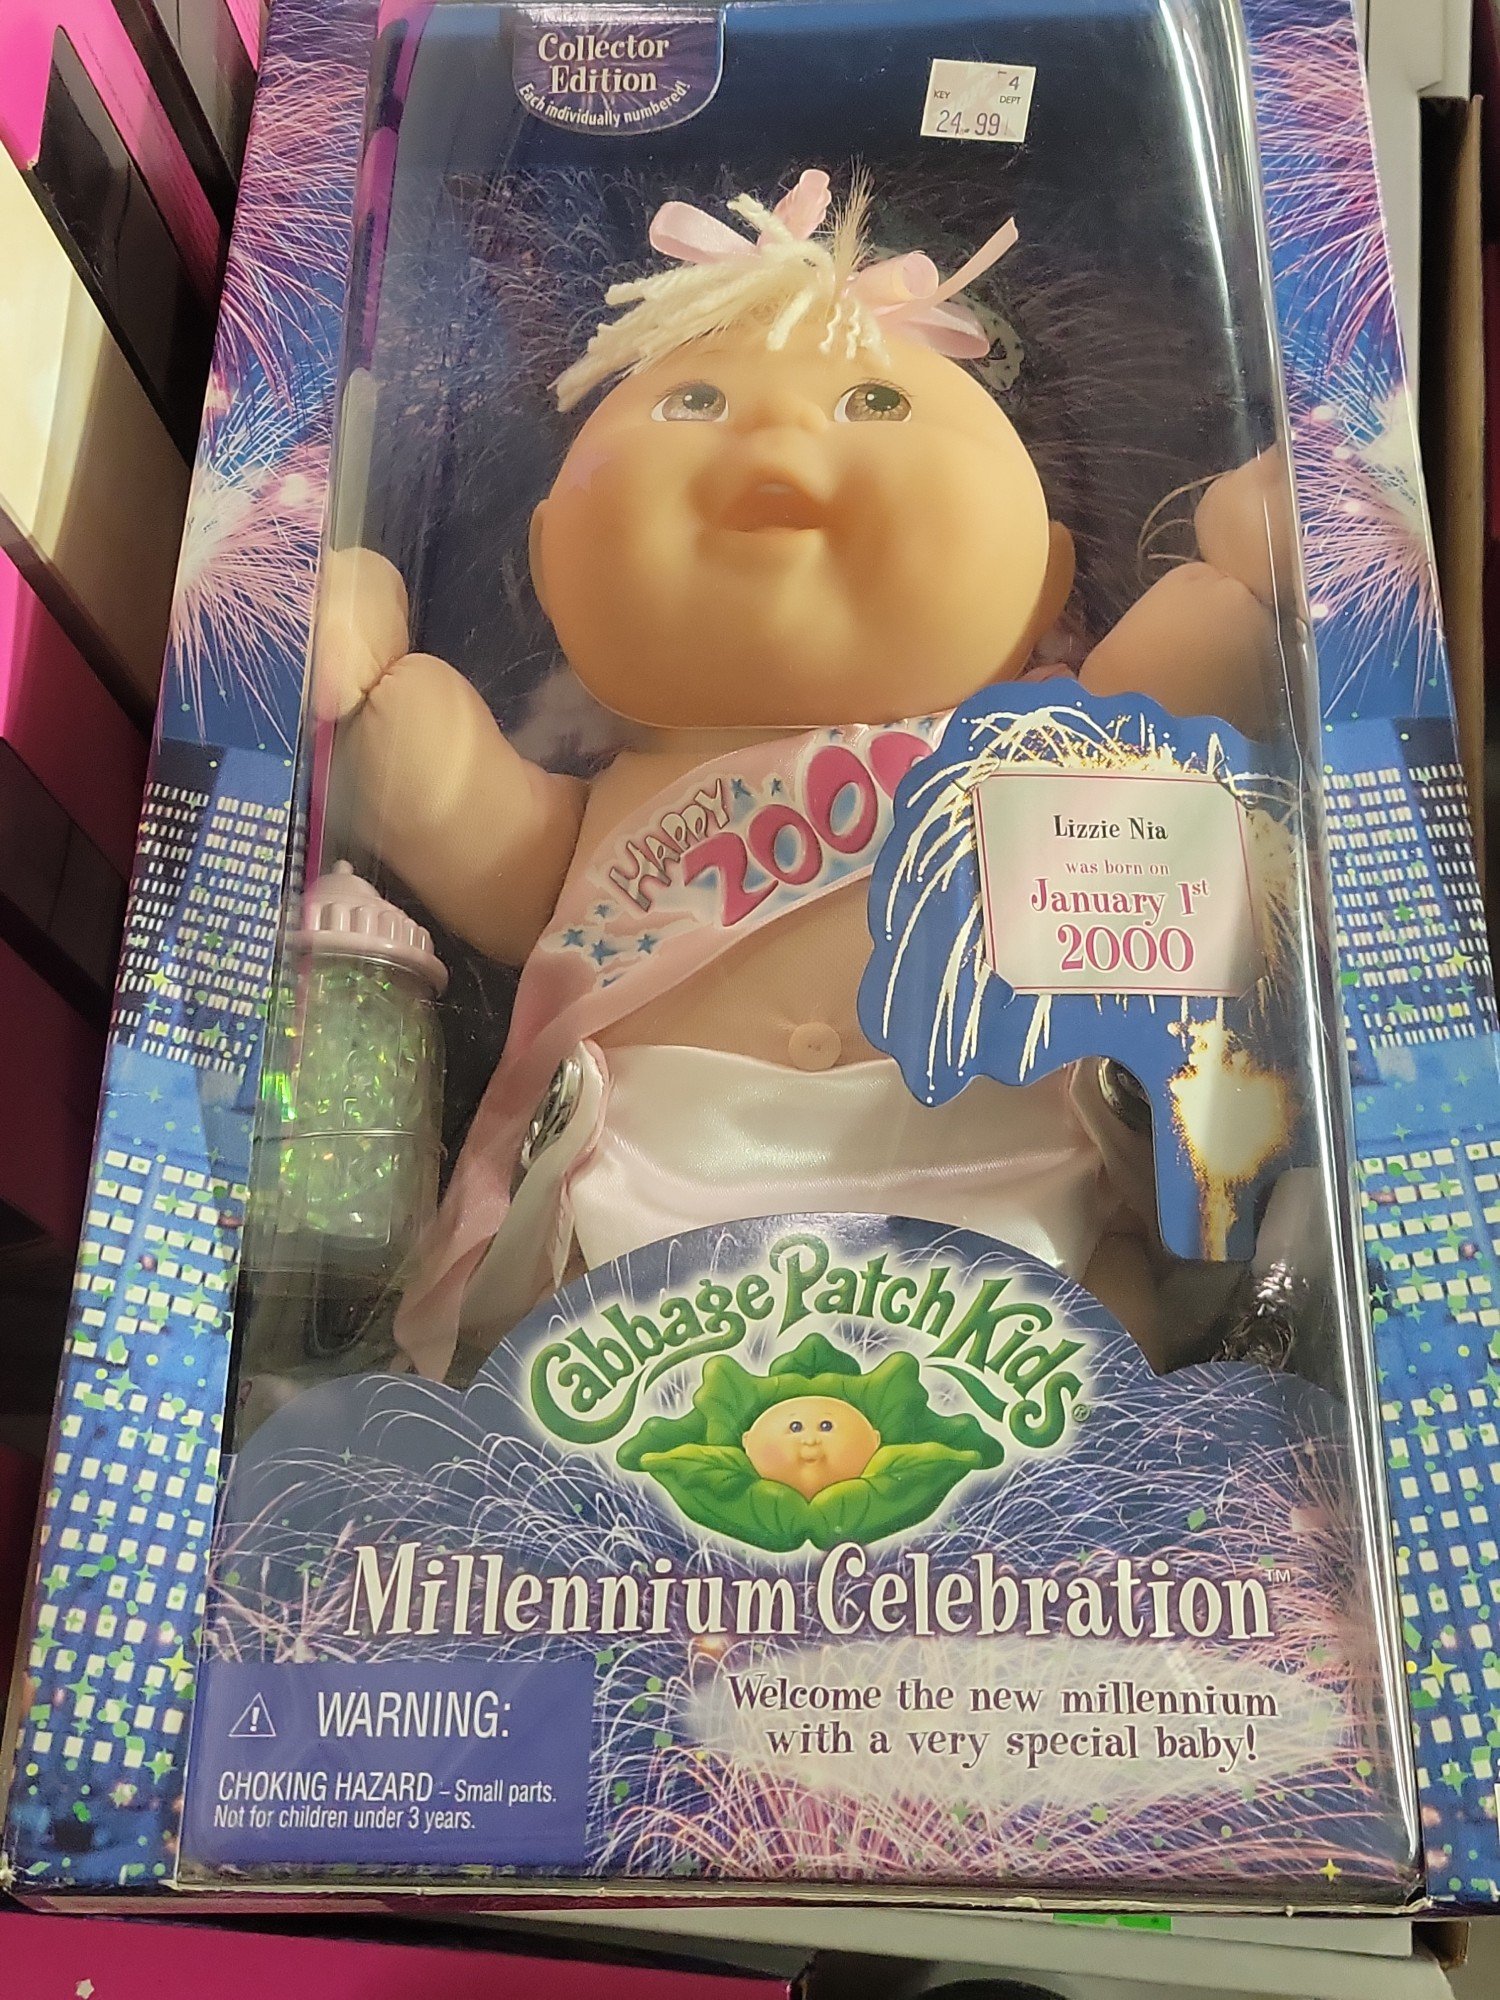 Collector
Edition
Each individually numbered!
4
KEY DEPT
24.99
HAPPY
2000
Lizzie Nia
was born on
January 1st
2000
Cabbage Patch Kids®
Millennium Celebration™
WARNING:
CHOKING HAZARD – Small parts.
Not for children under 3 years.
Welcome the new millennium
with a very special baby!